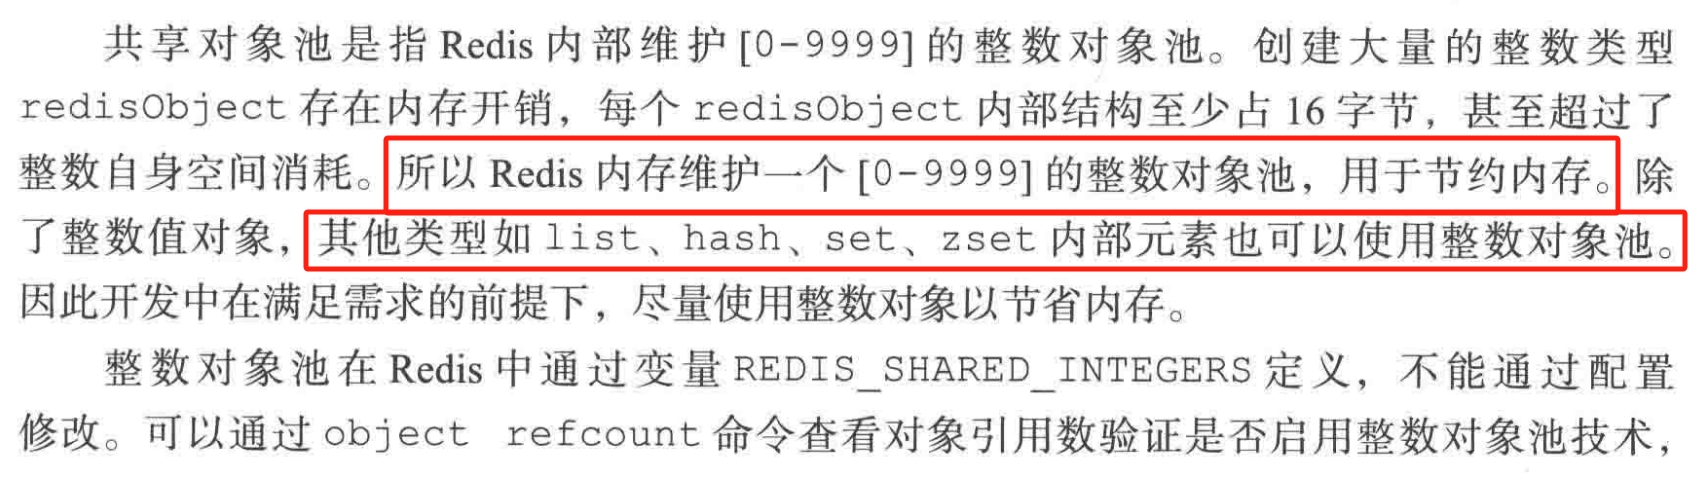 共享对象池是指 Redis 内部维护 [0-9999] 的整数对象池。创建大量的整数类型
redisObject 存在内存开销，每个 redisObject 内部结构至少占 16 字节，甚至超过了
整数自身空间消耗。所以 Redis 内存维护一个 [0-9999] 的整数对象池，用于节约内存。除
了整数值对象，其他类型如 list、hash、set、zset 内部元素也可以使用整数对象池。
因此开发中在满足需求的前提下，尽量使用整数对象以节省内存。
整数对象池在 Redis 中通过变量 REDIS_SHARED_INTEGERS 定义，不能通过配置
修改。可以通过 object refcount 命令查看对象引用数验证是否启用整数对象池技术，